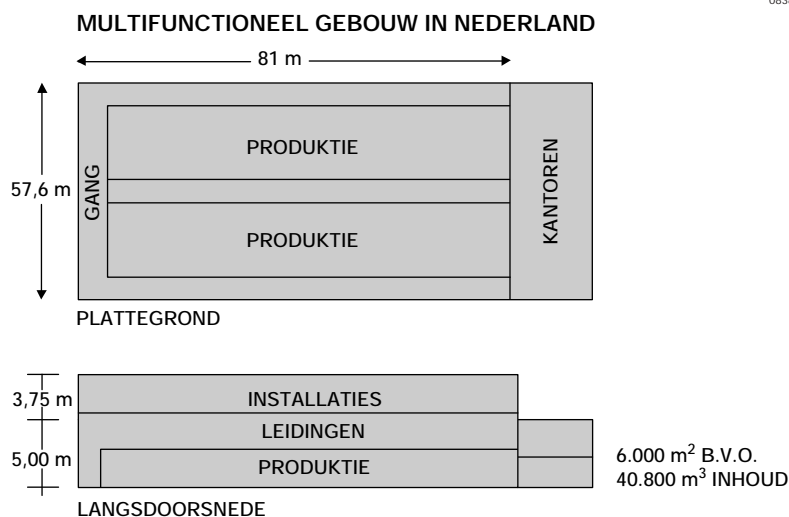 MULTIFUNCTIONEEL GEBOUW IN NEDERLAND
81 m
57,6 m
GANG
PRODUKTIE
PRODUKTIE
KANTOREN
PLATTEGROND
3,75 m
INSTALLATIES
LEIDINGEN
5,00 m
PRODUKTIE
6.000 m² B.V.O.
40.800 m³ INHOUD
LANGSDOORSNEDE